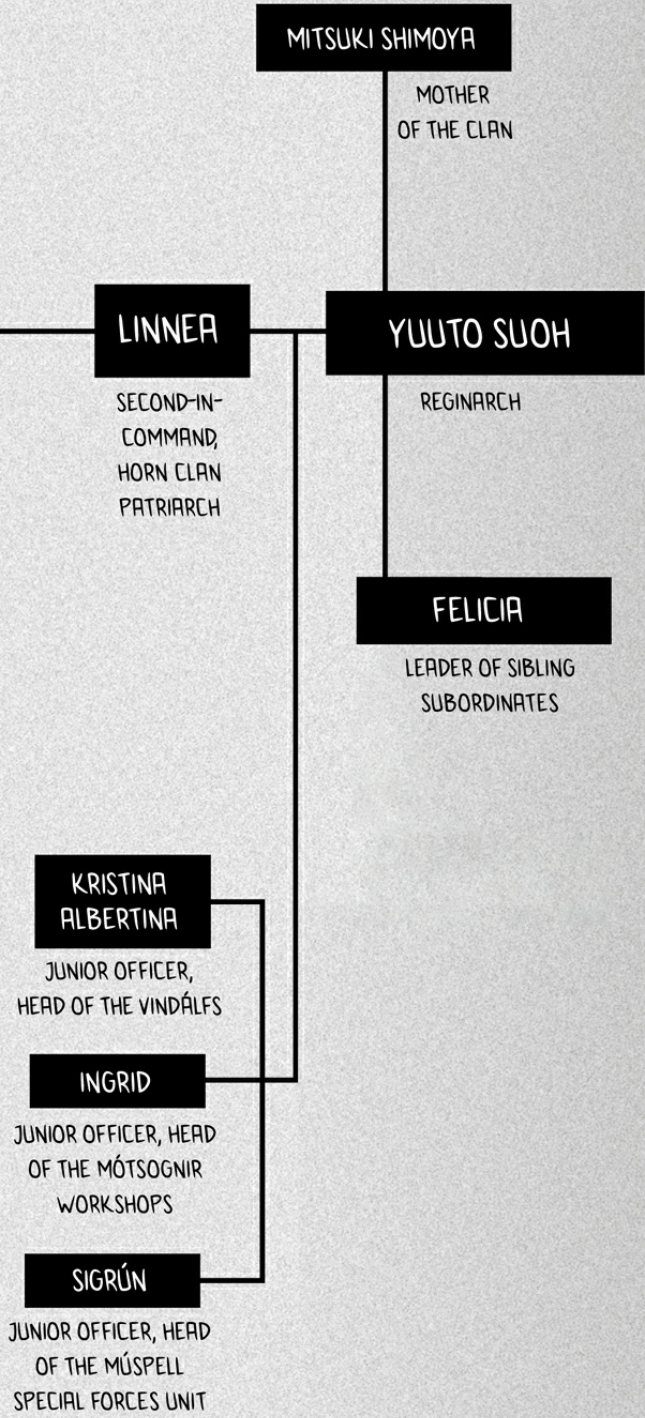 MITSUKI SHIMOYA
MOTHER
OF THE CLAN
LINNEA
SECOND-IN-
COMMAND,
HORN CLAN
PATRIARCH
YUUTO SUOH
REGINARCH
FELICIA
LEADER OF SIBLING
SUBORDINATES
KRISTINA
ALBERTINA
JUNIOR OFFICER,
HEAD OF THE VINDÁLFS
INGRID
JUNIOR OFFICER, HEAD
OF THE MÓTSOGNIR
WORKSHOPS
SIGRÚN
JUNIOR OFFICER, HEAD
OF THE MÚSPELL
SPECIAL FORCES UNIT